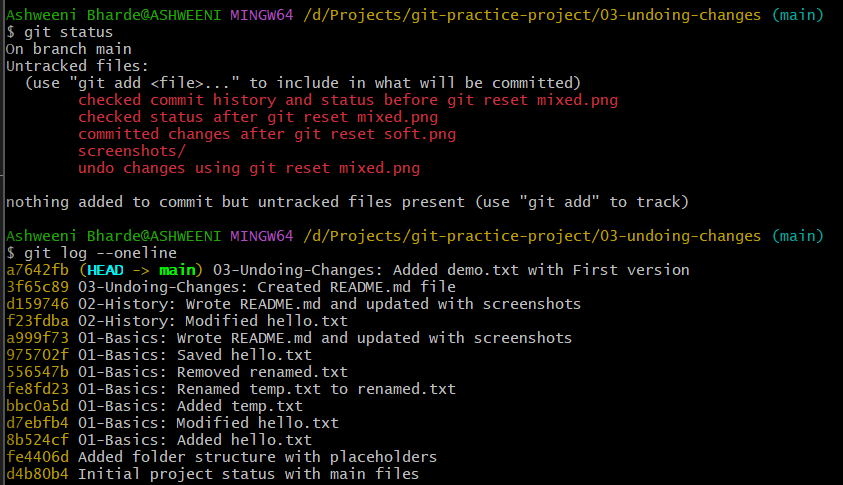 Ashweeni Bharde@ASHWEENI MINGW64 /d/Projects/git-practice-project/03-undoing-changes (main)
$ git status
On branch main
Untracked files:
  (use "git add <file>..." to include in what will be committed)
        checked commit history and status before git reset mixed.png
        checked status after git reset mixed.png
        committed changes after git reset soft.png
        screenshots/
        undo changes using git reset mixed.png

nothing added to commit but untracked files present (use "git add" to track)

Ashweeni Bharde@ASHWEENI MINGW64 /d/Projects/git-practice-project/03-undoing-changes (main)
$ git log --oneline
a7642fb (HEAD -> main) 03-Undoing-Changes: Added demo.txt with First version
3f65c89 03-Undoing-Changes: Created README.md file
d159746 02-History: Wrote README.md and updated with screenshots
f23fdba 02-History: Modified hello.txt
a999f73 01-Basics: Wrote README.md and updated with screenshots
975702f 01-Basics: Saved hello.txt
556547b 01-Basics: Removed renamed.txt
fe8fd23 01-Basics: Renamed temp.txt to renamed.txt
bbc0a5d 01-Basics: Added temp.txt
d7ebfb4 01-Basics: Modified hello.txt
8b524cf 01-Basics: Added hello.txt
fe4406d Added folder structure with placeholders
d4b80b4 Initial project status with main files